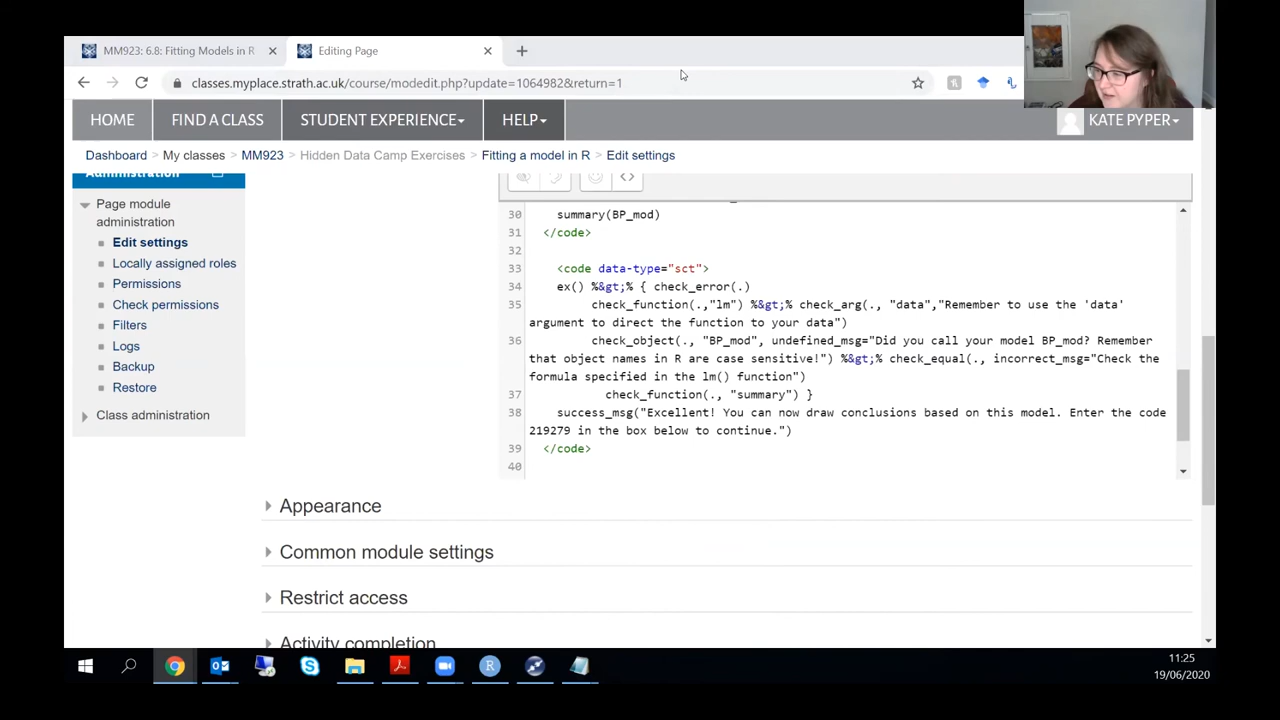 MM923: 6.8: Fitting Models in R
Editing Page
classes.myplace.strath.ac.uk/course/modedit.php?update=1064982&return=1
HOME
FIND A CLASS
STUDENT EXPERIENCE
HELP
KATE PYPER
Dashboard > My classes > MM923 > Hidden Data Camp Exercises > Fitting a model in R > Edit settings
Administration
Page module
administration
Edit settings
Locally assigned roles
Permissions
Check permissions
Filters
Logs
Backup
Restore
Class administration
30 summary(BP_mod)
31 </code>
32
33 <code data-type="sct">
34 ex() %&gt;% { check_error(.)
35 check_function(.,"lm") %&gt;% check_arg(., "data","Remember to use the 'data'
argument to direct the function to your data")
36 check_object(., "BP_mod", undefined_msg="Did you call your model BP_mod? Remember
that object names in R are case sensitive!") %&gt;% check_equal(., incorrect_msg="Check the
formula specified in the lm() function")
37 check_function(., "summary") }
38 success_msg("Excellent! You can now draw conclusions based on this model. Enter the code
219279 in the box below to continue.")
39 </code>
40
Appearance
Common module settings
Restrict access
Activity completion
11:25
19/06/2020